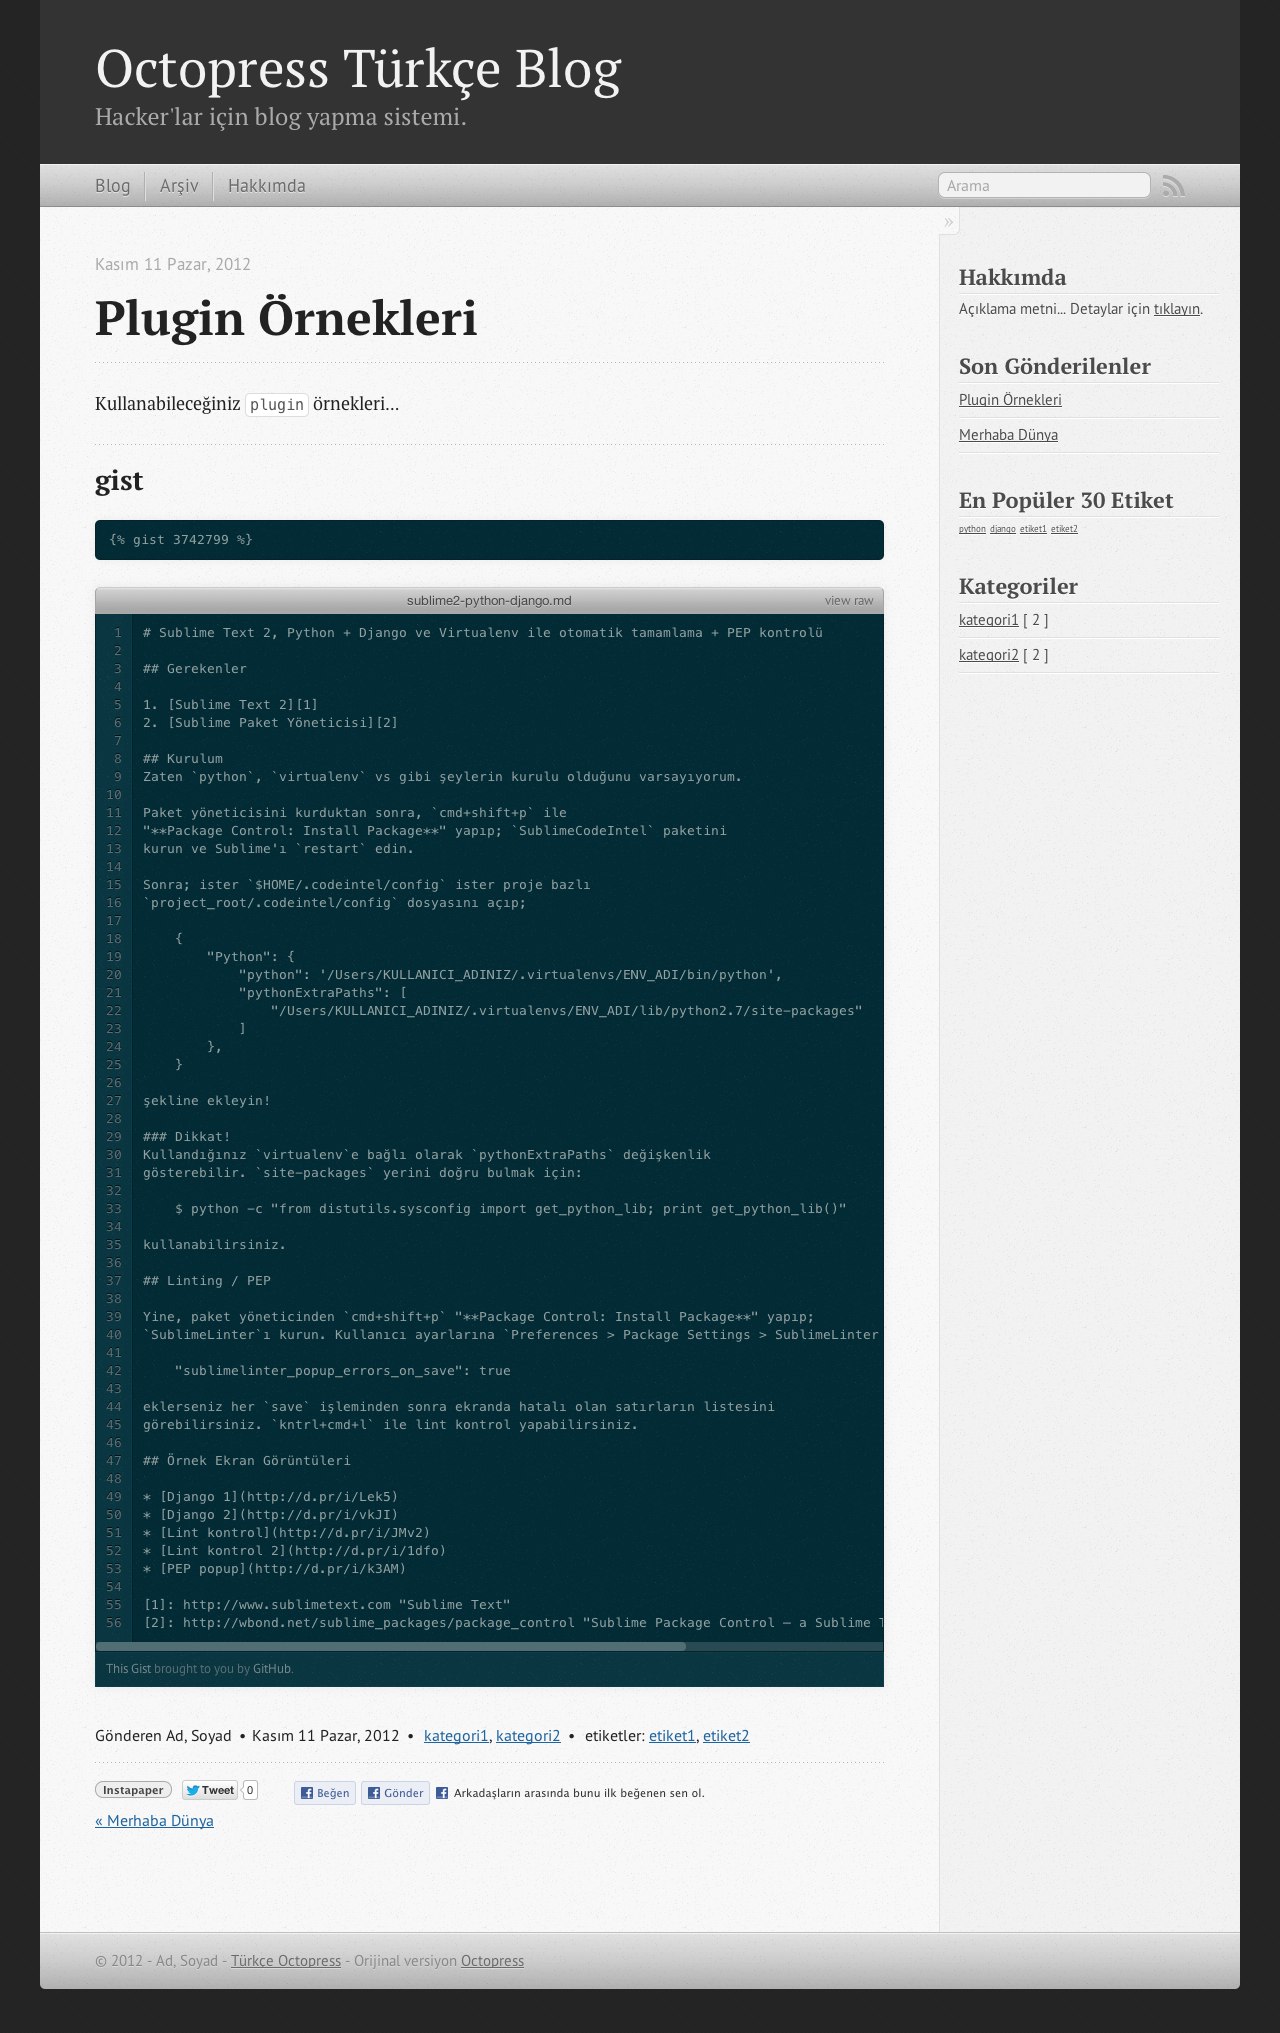 Octopress Türkçe Blog
Hacker'lar için blog yapma sistemi.
Blog Arşiv Hakkımda Arama
»
Kasım 11 Pazar, 2012
Plugin Örnekleri
Kullanabileceğiniz plugin örnekleri…
gist
{% gist 3742799 %}
sublime2-python-django.md view raw
1 # Sublime Text 2, Python + Django ve Virtualenv ile otomatik tamamlama + PEP kontrolü
2
3 ## Gerekenler
4
5 1. [Sublime Text 2][1]
6 2. [Sublime Paket Yöneticisi][2]
7
8 ## Kurulum
9 Zaten `python`, `virtualenv` vs gibi şeylerin kurulu olduğunu varsayıyorum.
10
11 Paket yöneticisini kurduktan sonra, `cmd+shift+p` ile
12 "**Package Control: Install Package**" yapıp; `SublimeCodeIntel` paketini
13 kurun ve Sublime'ı `restart` edin.
14
15 Sonra; ister `$HOME/.codeintel/config` ister proje bazlı
16 `project_root/.codeintel/config` dosyasını açıp;
17
18     {
19         "Python": {
20             "python": '/Users/KULLANICI_ADINIZ/.virtualenvs/ENV_ADI/bin/python',
21             "pythonExtraPaths": [
22                 "/Users/KULLANICI_ADINIZ/.virtualenvs/ENV_ADI/lib/python2.7/site-packages"
23             ]
24         },
25     }
26
27 şekline ekleyin!
28
29 ### Dikkat!
30 Kullandığınız `virtualenv`e bağlı olarak `pythonExtraPaths` değişkenlik
31 gösterebilir. `site-packages` yerini doğru bulmak için:
32
33     $ python -c "from distutils.sysconfig import get_python_lib; print get_python_lib()"
34
35 kullanabilirsiniz.
36
37 ## Linting / PEP
38
39 Yine, paket yöneticinden `cmd+shift+p` "**Package Control: Install Package**" yapıp;
40 `SublimeLinter`ı kurun. Kullanıcı ayarlarına `Preferences > Package Settings > SublimeLinter
41
42     "sublimelinter_popup_errors_on_save": true
43
44 eklerseniz her `save` işleminden sonra ekranda hatalı olan satırların listesini
45 görebilirsiniz. `kntrl+cmd+l` ile lint kontrol yapabilirsiniz.
46
47 ## Örnek Ekran Görüntüleri
48
49 * [Django 1](http://d.pr/i/Lek5)
50 * [Django 2](http://d.pr/i/vkJI)
51 * [Lint kontrol](http://d.pr/i/JMv2)
52 * [Lint kontrol 2](http://d.pr/i/1dfo)
53 * [PEP popup](http://d.pr/i/k3AM)
54
55 [1]: http://www.sublimetext.com "Sublime Text"
56 [2]: http://wbond.net/sublime_packages/package_control "Sublime Package Control – a Sublime T
This Gist brought to you by GitHub.
Gönderen Ad, Soyad • Kasım 11 Pazar, 2012 • kategori1, kategori2 • etiketler: etiket1, etiket2
Instapaper Tweet 0 Beğen Gönder Arkadaşların arasında bunu ilk beğenen sen ol.
« Merhaba Dünya
Hakkımda
Açıklama metni... Detaylar için tıklayın.
Son Gönderilenler
Plugin Örnekleri
Merhaba Dünya
En Popüler 30 Etiket
python django etiket1 etiket2
Kategoriler
kategori1 [ 2 ]
kategori2 [ 2 ]
© 2012 - Ad, Soyad - Türkçe Octopress - Orijinal versiyon Octopress